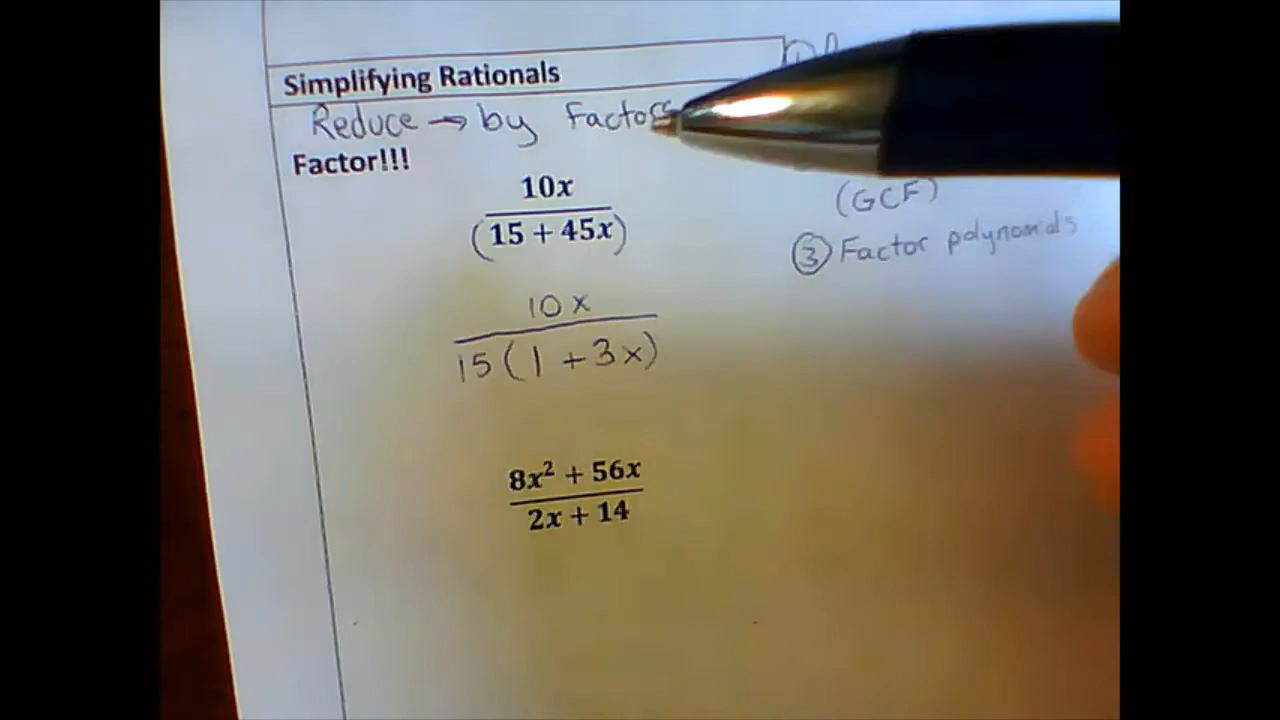 Simplifying Rationals
Reduce → by Factors
Factor!!!
10x
(15 + 45x)
(GCF)
③ Factor polynomials
10x
15(1 + 3x)
8x² + 56x
2x + 14